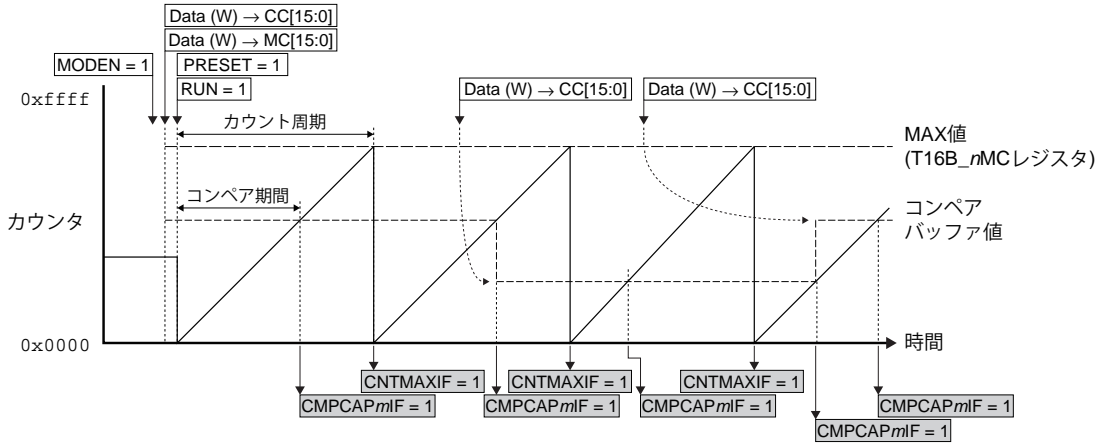 Data (W) → CC[15:0]
Data (W) → MC[15:0]
MODEN = 1
PRESET = 1
RUN = 1
Data (W) → CC[15:0]
Data (W) → CC[15:0]
0xffff
カウント周期
MAX値
(T16B_nMCレジスタ)
コンペア期間
カウンタ
コンペア
バッファ値
0x0000
時間
CNTMAXIF = 1
CNTMAXIF = 1
CNTMAXIF = 1
CMPCAPmIF = 1
CMPCAPmIF = 1
CMPCAPmIF = 1
CMPCAPmIF = 1
CMPCAPmIF = 1